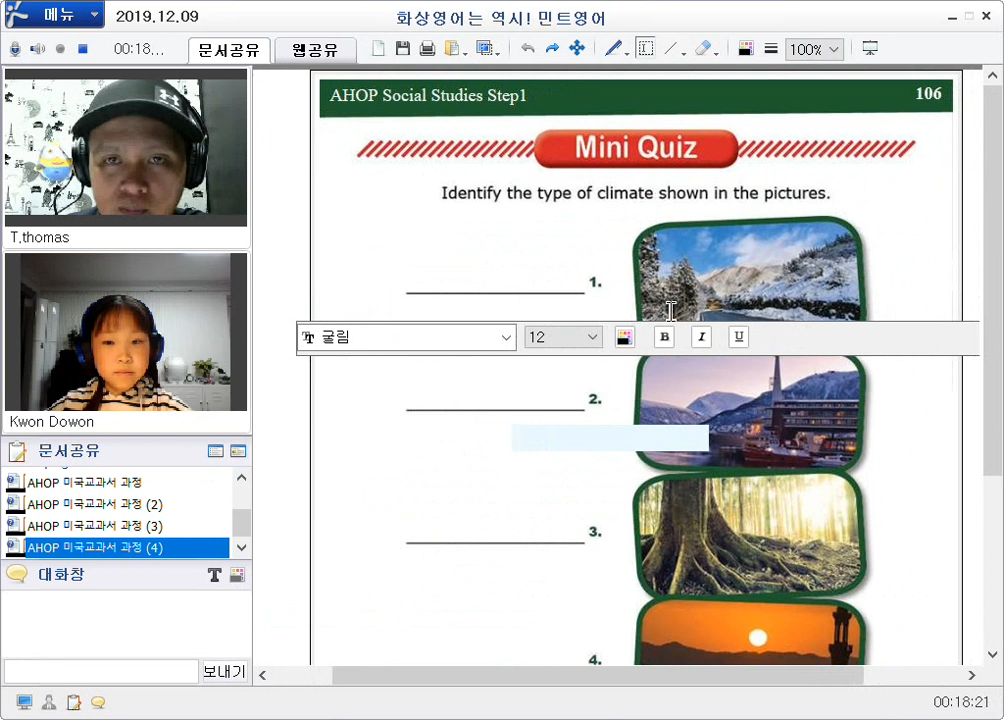 메뉴
2019.12.09
화상영어는 역시! 민트영어
00:18...
문서공유
웹공유
100%
T.thomas
Kwon Dowon
문서공유
AHOP 미국교과서 과정
AHOP 미국교과서 과정 (2)
AHOP 미국교과서 과정 (3)
AHOP 미국교과서 과정 (4)
대화창
T
보내기
AHOP Social Studies Step1
106
Mini Quiz
Identify the type of climate shown in the pictures.
1.
굴림
12
B
I
U
2.
3.
4.
00:18:21